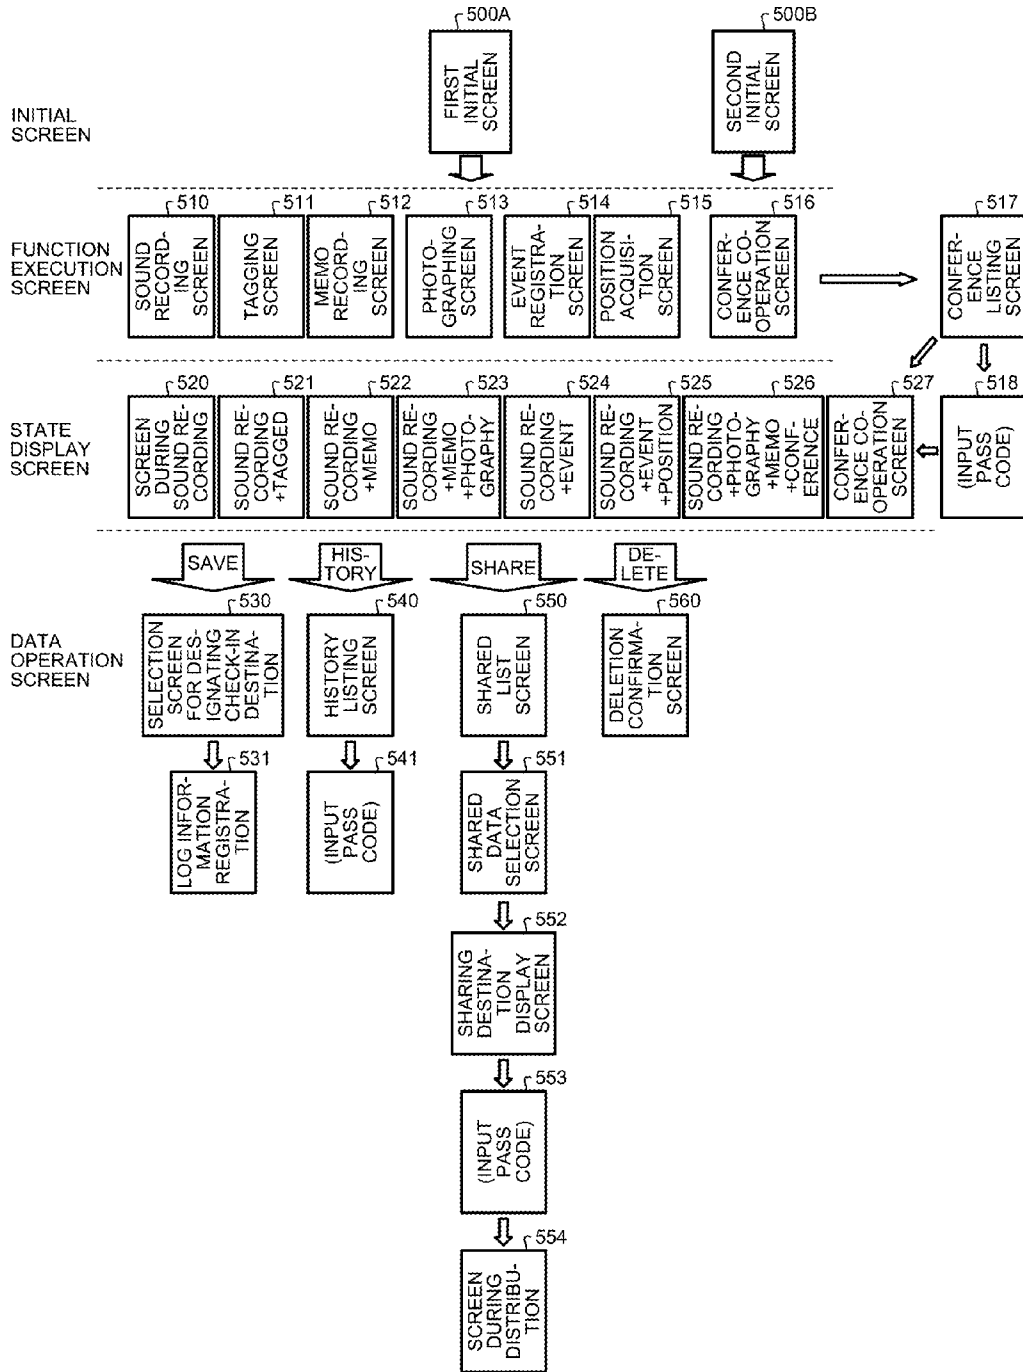 500A
500B
FIRST
INITIAL
SCREEN
SECOND
INITIAL
SCREEN
INITIAL
SCREEN
510
511
512
513
514
515
516
517
FUNCTION
EXECUTION
SCREEN
SOUND
RECORD-
ING
SCREEN
TAGGING
SCREEN
MEMO
RECORD-
ING
SCREEN
PHOTO-
GRAPHING
SCREEN
EVENT
REGISTRA-
TION
SCREEN
POSITION
ACQUISI-
TION
SCREEN
CONFER-
ENCE CO-
OPERATION
SCREEN
CONFER-
ENCE
LISTING
SCREEN
520
521
522
523
524
525
526
527
518
STATE
DISPLAY
SCREEN
SCREEN
DURING
SOUND RE-
CORDING
SOUND RE-
CORDING
+TAGGED
SOUND RE-
CORDING
+MEMO
SOUND RE-
CORDING
+MEMO
+PHOTO-
GRAPHY
SOUND RE-
CORDING
+EVENT
SOUND RE-
CORDING
+EVENT
+POSITION
SOUND RE-
CORDING
+PHOTO-
GRAPHY
+MEMO
+CONF-
ERENCE
CONFER-
ENCE CO-
OPERATION
SCREEN
(INPUT
PASS
CODE)
SAVE
HIS-
TORY
SHARE
DE-
LETE
530
540
550
560
DATA
OPERATION
SCREEN
SELECTION
SCREEN
FOR DES-
IGNATING
CHECK-IN
DESTINA-
TION
HISTORY
LISTING
SCREEN
SHARED
LIST
SCREEN
DELETION
CONFIRMA-
TION
SCREEN
531
541
551
LOG INFOR-
MATION
REGISTRA-
TION
(INPUT
PASS
CODE)
SHARED
DATA
SELECTION
SCREEN
552
SHARING
DESTINA-
TION
DISPLAY
SCREEN
553
(INPUT
PASS
CODE)
554
SCREEN
DURING
DISTRIBU-
TION